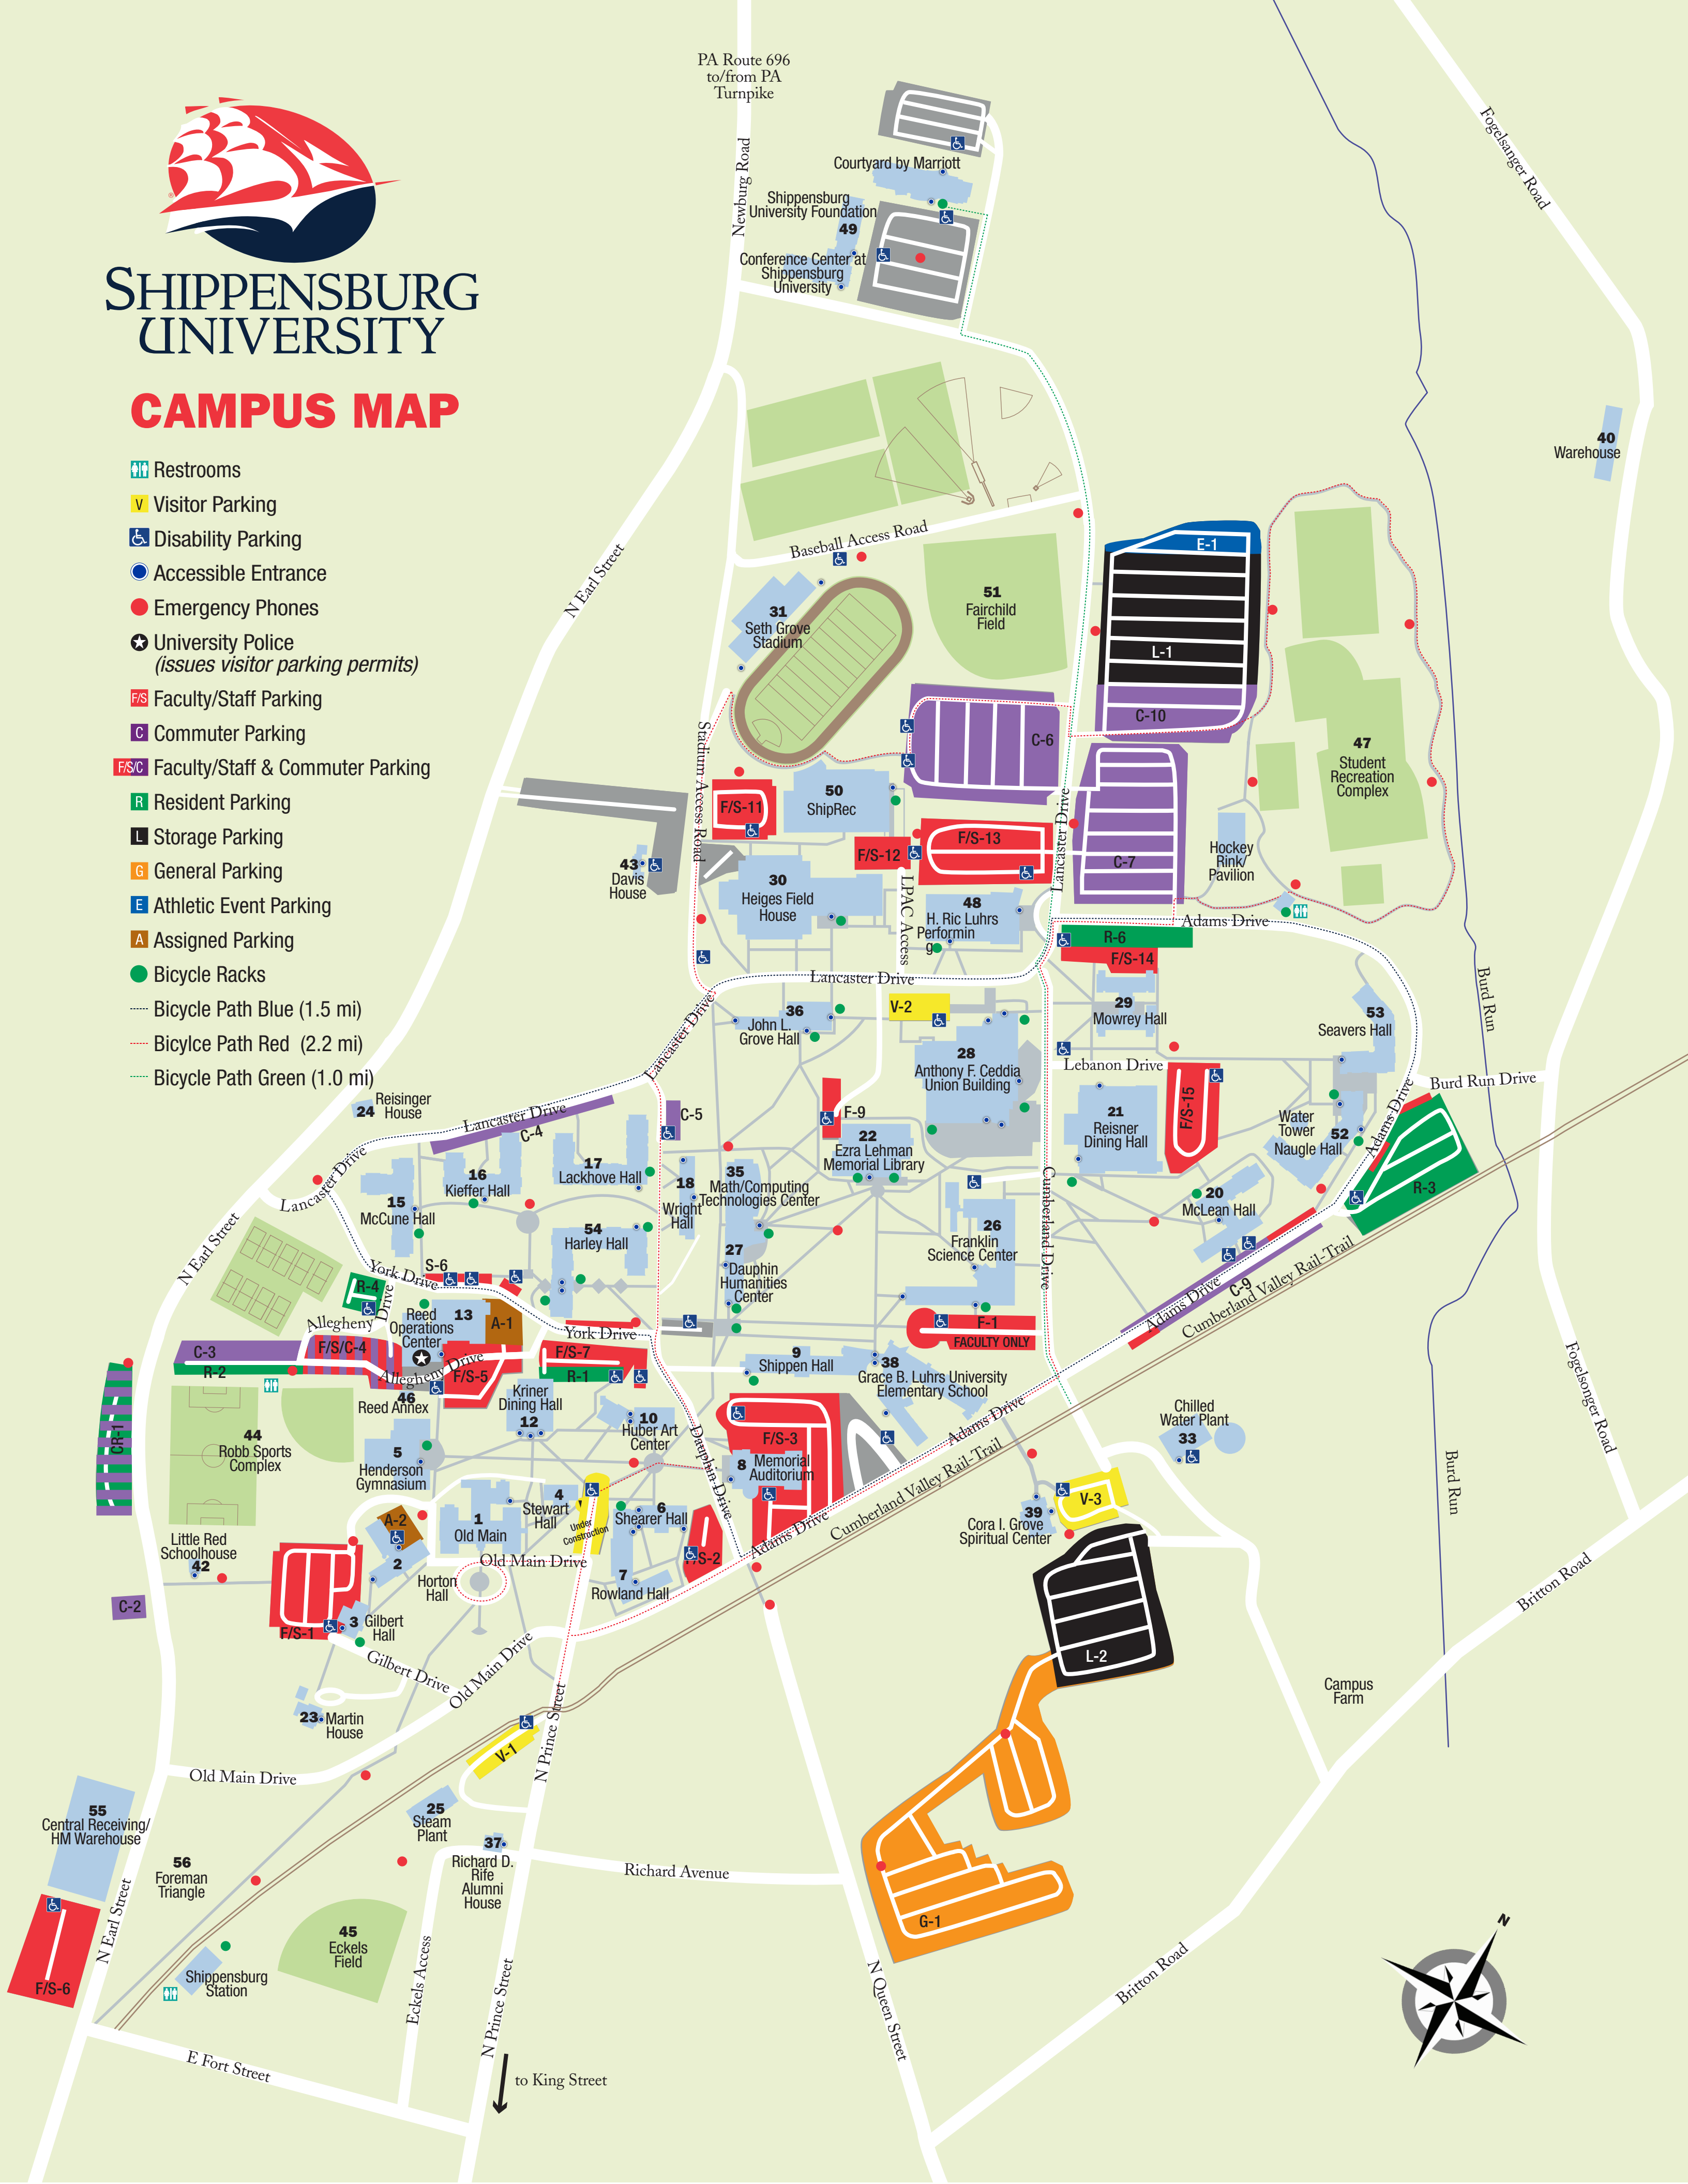 PA Route 696
to/from PA
Turnpike
Newburg Road
Fogelsanger Road
SHIPPENSBURG
UNIVERSITY
CAMPUS MAP
Restrooms
V Visitor Parking
Disability Parking
Accessible Entrance
Emergency Phones
University Police
(issues visitor parking permits)
F/S Faculty/Staff Parking
C Commuter Parking
F/S/C Faculty/Staff & Commuter Parking
R Resident Parking
L Storage Parking
G General Parking
E Athletic Event Parking
A Assigned Parking
Bicycle Racks
Bicycle Path Blue (1.5 mi)
Bicylce Path Red (2.2 mi)
Bicycle Path Green (1.0 mi)
Courtyard by Marriott
Shippensburg
University Foundation
49
Conference Center at
Shippensburg
University
40
Warehouse
N Earl Street
Baseball Access Road
E-1
L-1
C-10
51
Fairchild
Field
31
Seth Grove
Stadium
C-6
47
Student
Recreation
Complex
Stadium Access Road
F/S-11
50
ShipRec
F/S-12
F/S-13
Lancaster Drive
C-7
Hockey
Rink/
Pavilion
43
Davis
House
30
Heiges Field
House
LPAC Access
48
H. Ric Luhrs
Performin
g
Adams Drive
R-6
F/S-14
Lancaster Drive
Burd Run
V-2
36
John L.
Grove Hall
29
Mowrey Hall
53
Seavers Hall
Lancaster Drive
28
Anthony F. Ceddia
Union Building
Lebanon Drive
Burd Run Drive
24
Reisinger
House
Lancaster Drive
C-4
C-5
F-9
21
Reisner
Dining Hall
F/S-15
Water
Tower
52
Naugle Hall
Adams Drive
R-3
22
Ezra Lehman
Memorial Library
Lancaster Drive
15
McCune Hall
16
Kieffer Hall
17
Lackhove Hall
18
Wright
Hall
35
Math/Computing
Technologies Center
Cumberland Drive
20
McLean Hall
N Earl Street
54
Harley Hall
27
Dauphin
Humanities
Center
26
Franklin
Science Center
Adams Drive
C-9
Cumberland Valley Rail-Trail
York Drive
S-6
R-4
Allegheny
Drive
Reed
Operations
Center
13
A-1
York Drive
F-1
FACULTY ONLY
C-3
R-2
F/S/C-4
Allegheny Drive
F/S-5
F/S-7
R-1
9
Shippen Hall
38
Grace B. Luhrs University
Elementary School
Fogelsonger Road
CR-1
46
Reed Annex
Kriner
Dining Hall
12
10
Huber Art
Center
Dauphin Drive
F/S-3
8
Memorial
Auditorium
Adams Drive
Cumberland Valley Rail-Trail
Chilled
Water Plant
33
44
Robb Sports
Complex
5
Henderson
Gymnasium
Burd Run
V-3
39
Cora I. Grove
Spiritual Center
A-2
1
Old Main
4
Stewart
Hall
Under
Construction
6
Shearer Hall
Adams Drive
Little Red
Schoolhouse
42
2
Horton
Hall
Old Main Drive
7
Rowland Hall
/S-2
C-2
F/S-1
3
Gilbert
Hall
Gilbert Drive
Old Main Drive
L-2
Britton Road
23
Martin
House
Campus
Farm
V-1
N Prince Street
Old Main Drive
55
Central Receiving/
HM Warehouse
25
Steam
Plant
37
Richard D.
Rife
Alumni
House
Richard Avenue
56
Foreman
Triangle
G-1
N
N Earl Street
F/S-6
45
Eckels
Field
Shippensburg
Station
Eckels Access
N Prince Street
N Queen Street
Britton Road
E Fort Street
to King Street